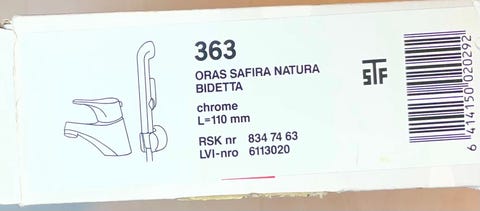 363
ORAS SAFIRA NATURA
BIDETTA
chrome
L=110 mm
RSK nr 834 74 63
LVI-nro 6113020
STF
6 414150 020292